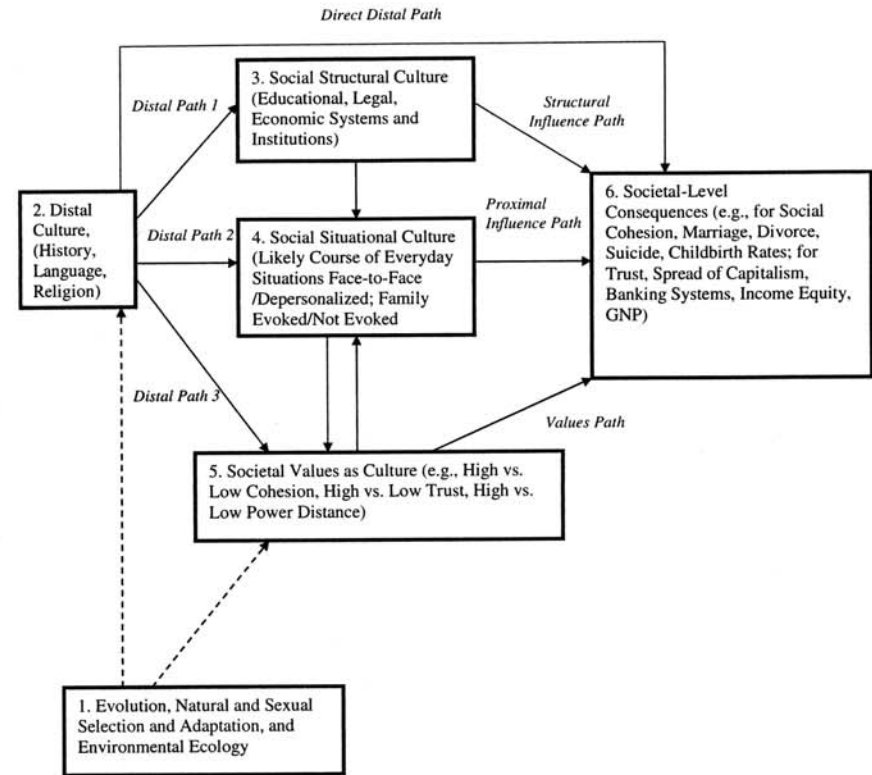 Direct Distal Path
3. Social Structural Culture
(Educational, Legal,
Economic Systems and
Institutions)
Distal Path 1
Structural
Influence Path
2. Distal
Culture,
(History,
Language,
Religion)
Distal Path 2
4. Social Situational Culture
(Likely Course of Everyday
Situations Face-to-Face
/Depersonalized; Family
Evoked/Not Evoked
Proximal
Influence Path
6. Societal-Level
Consequences (e.g., for Social
Cohesion, Marriage, Divorce,
Suicide, Childbirth Rates; for
Trust, Spread of Capitalism,
Banking Systems, Income Equity,
GNP)
Distal Path 3
Values Path
5. Societal Values as Culture (e.g., High vs.
Low Cohesion, High vs. Low Trust, High vs.
Low Power Distance)
1. Evolution, Natural and Sexual
Selection and Adaptation, and
Environmental Ecology